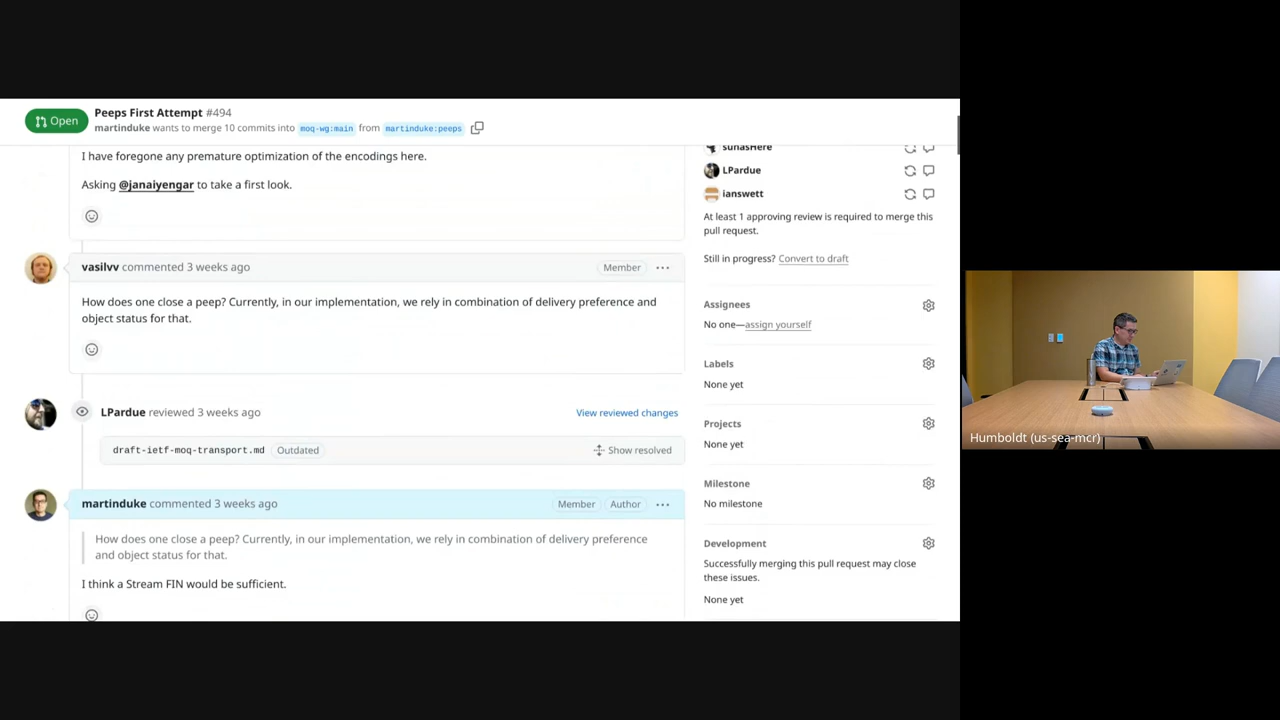 Open
Peeps First Attempt #494
martinduke wants to merge 10 commits into moq-wg:main from martinduke:peeps
I have foregone any premature optimization of the encodings here.
Asking @janaiyengar to take a first look.
vasilvv commented 3 weeks ago
Member
How does one close a peep? Currently, in our implementation, we rely in combination of delivery preference and
object status for that.
LPardue reviewed 3 weeks ago
View reviewed changes
draft-ietf-moq-transport.md
Outdated
Show resolved
martinduke commented 3 weeks ago
Member
Author
How does one close a peep? Currently, in our implementation, we rely in combination of delivery preference
and object status for that.
I think a Stream FIN would be sufficient.
sunasHere
LPardue
ianswett
At least 1 approving review is required to merge this
pull request.
Still in progress? Convert to draft
Assignees
No one—assign yourself
Labels
None yet
Projects
None yet
Milestone
No milestone
Development
Successfully merging this pull request may close
these issues.
None yet
Humboldt (us-sea-mcr)